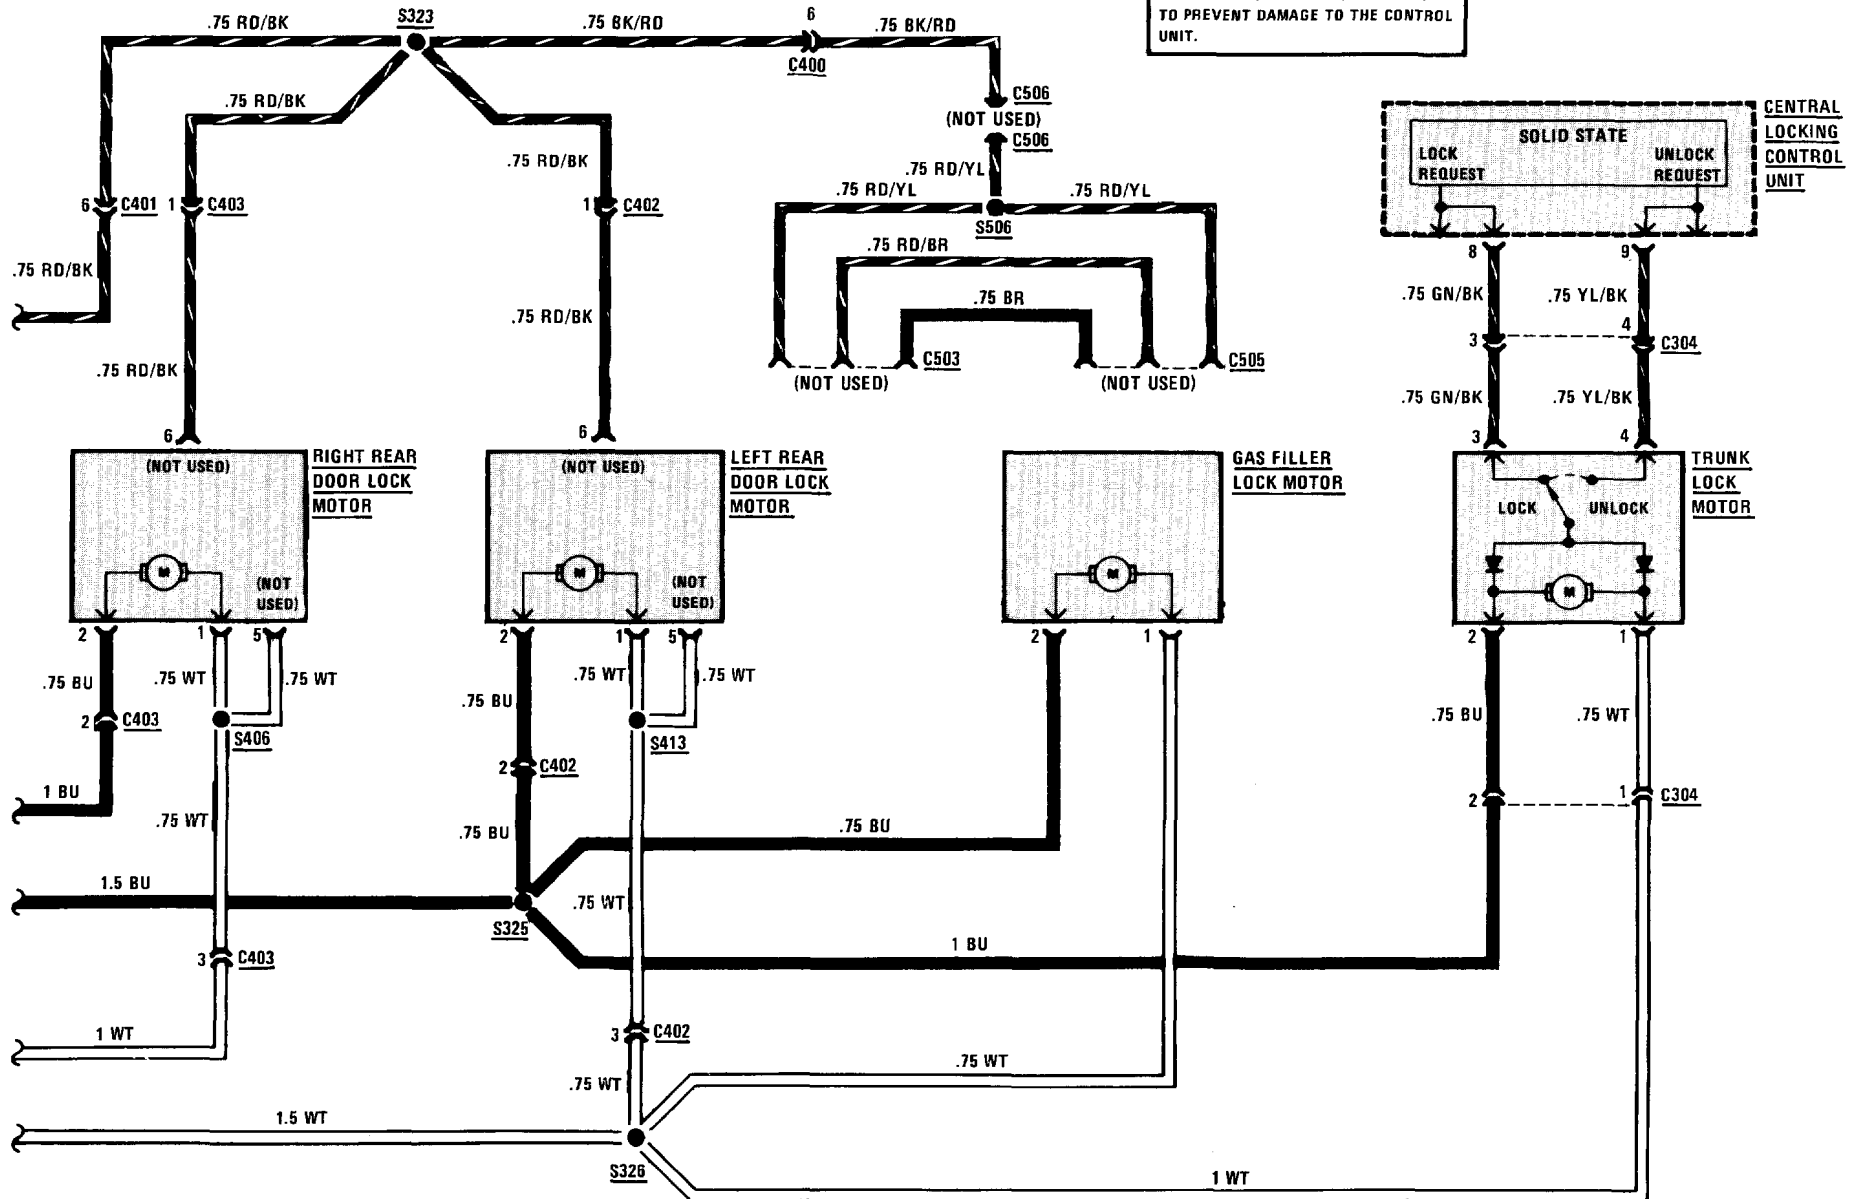 TO PREVENT DAMAGE TO THE CONTROL
UNIT.
.75 RD/BK
S323
.75 BK/RD
6
C400
.75 BK/RD
.75 RD/BK
C506
(NOT USED)
C506
.75 RD/BK
.75 RD/YL
.75 RD/YL
.75 RD/YL
S506
6 C401
1 C403
1 C402
.75 RD/BR
.75 RD/BK
.75 BR
.75 RD/BK
.75 RD/BK
C503
(NOT USED)
C505
(NOT USED)
CENTRAL
LOCKING
CONTROL
UNIT
SOLID STATE
LOCK
REQUEST
UNLOCK
REQUEST
8
9
.75 GN/BK
.75 YL/BK
3
4
C304
.75 GN/BK
.75 YL/BK
3
4
6
(NOT USED)
RIGHT REAR
DOOR LOCK
MOTOR
M
(NOT
USED)
6
(NOT USED)
LEFT REAR
DOOR LOCK
MOTOR
M
(NOT
USED)
GAS FILLER
LOCK MOTOR
M
TRUNK
LOCK
MOTOR
LOCK
UNLOCK
M
2
1
5
2
1
5
2
1
2
1
.75 BU
.75 WT
.75 WT
.75 BU
.75 WT
.75 WT
.75 BU
.75 WT
2 C403
S406
S413
2 C402
1 BU
.75 WT
.75 BU
.75 BU
2
1
C304
1.5 BU
S325
.75 WT
1 BU
3 C403
1 WT
3 C402
.75 WT
.75 WT
1.5 WT
S326
1 WT